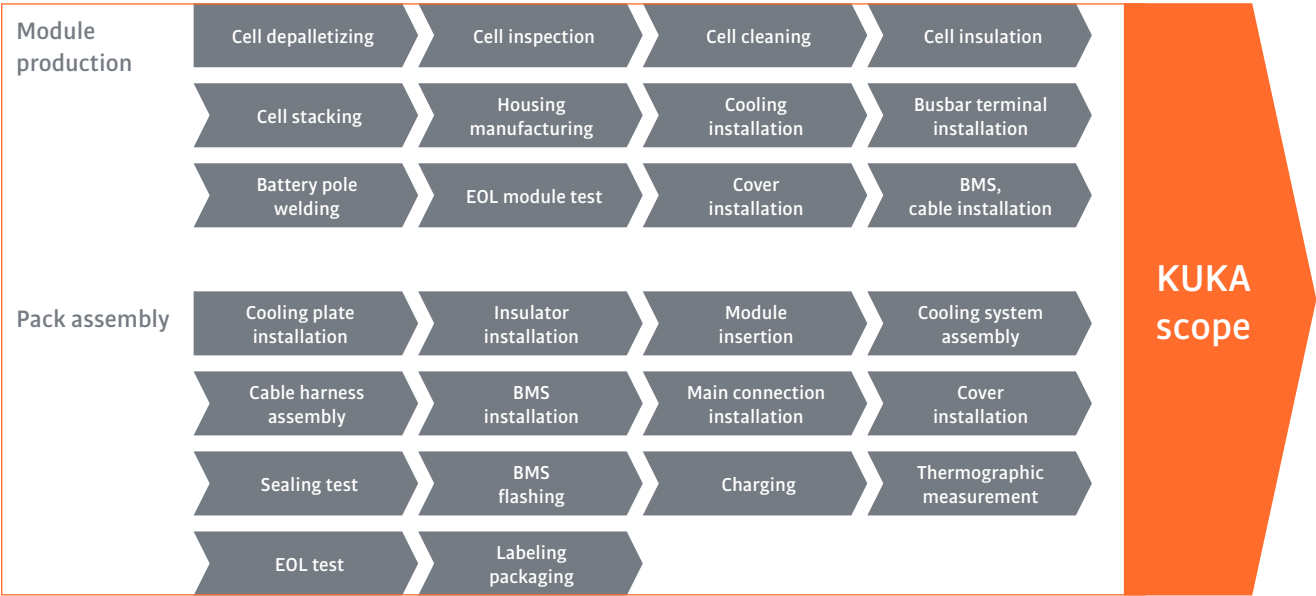 Module
production
Cell depalletizing
Cell inspection
Cell cleaning
Cell insulation
Cell stacking
Housing
manufacturing
Cooling
installation
Busbar terminal
installation
Battery pole
welding
EOL module test
Cover
installation
BMS,
cable installation
Pack assembly
Cooling plate
installation
Insulator
installation
Module
insertion
Cooling system
assembly
Cable harness
assembly
BMS
installation
Main connection
installation
Cover
installation
Sealing test
BMS
flashing
Charging
Thermographic
measurement
EOL test
Labeling
packaging
KUKA
scope